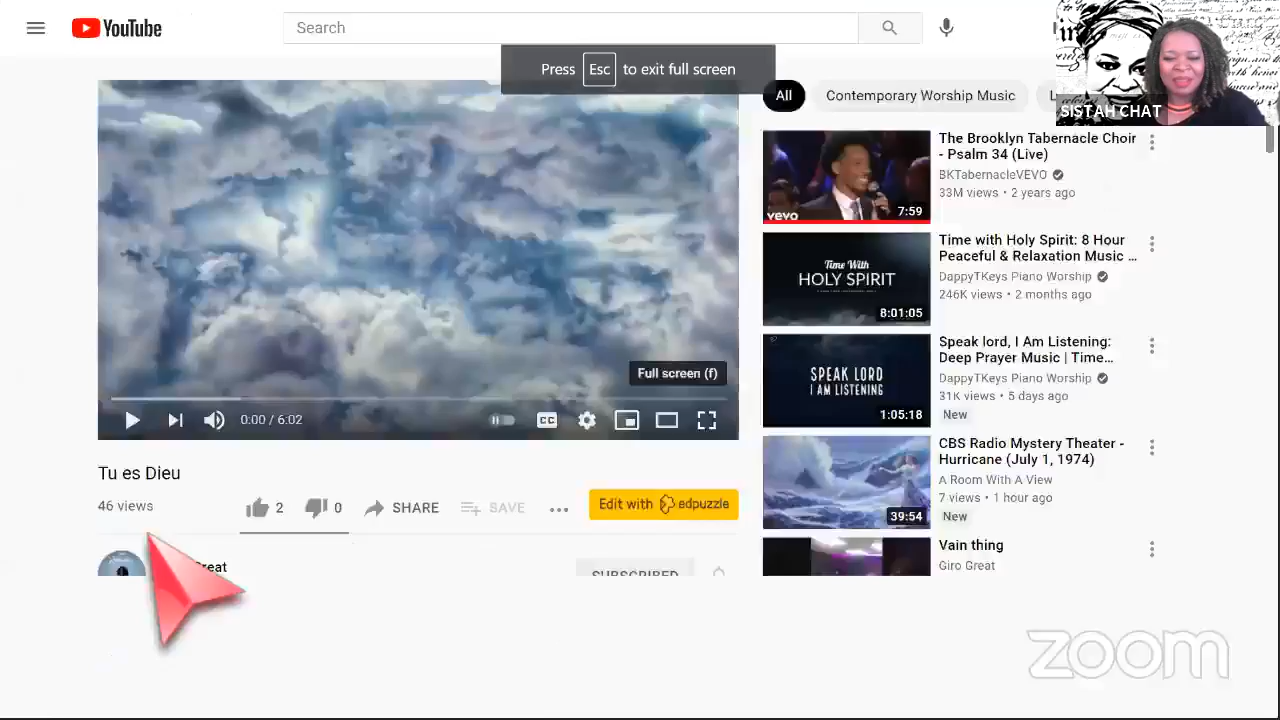 YouTube
Search
Press Esc to exit full screen
SISTAH CHAT
All
Contemporary Worship Music
The Brooklyn Tabernacle Choir
- Psalm 34 (Live)
BKTabernacleVEVO
33M views • 2 years ago
vevo
7:59
Time with Holy Spirit: 8 Hour
Peaceful & Relaxation Music ...
DappyTKeys Piano Worship
246K views • 2 months ago
Time With
HOLY SPIRIT
8:01:05
Speak lord, I Am Listening:
Deep Prayer Music | Time...
DappyTKeys Piano Worship
31K views • 5 days ago
New
SPEAK LORD
I AM LISTENING
1:05:18
CBS Radio Mystery Theater -
Hurricane (July 1, 1974)
A Room With A View
7 views • 1 hour ago
New
39:54
Vain thing
Giro Great
Full screen (f)
0:00 / 6:02
CC
Tu es Dieu
46 views
2
0
SHARE
SAVE
...
Edit with edpuzzle
SUBSCRIBED
zoom